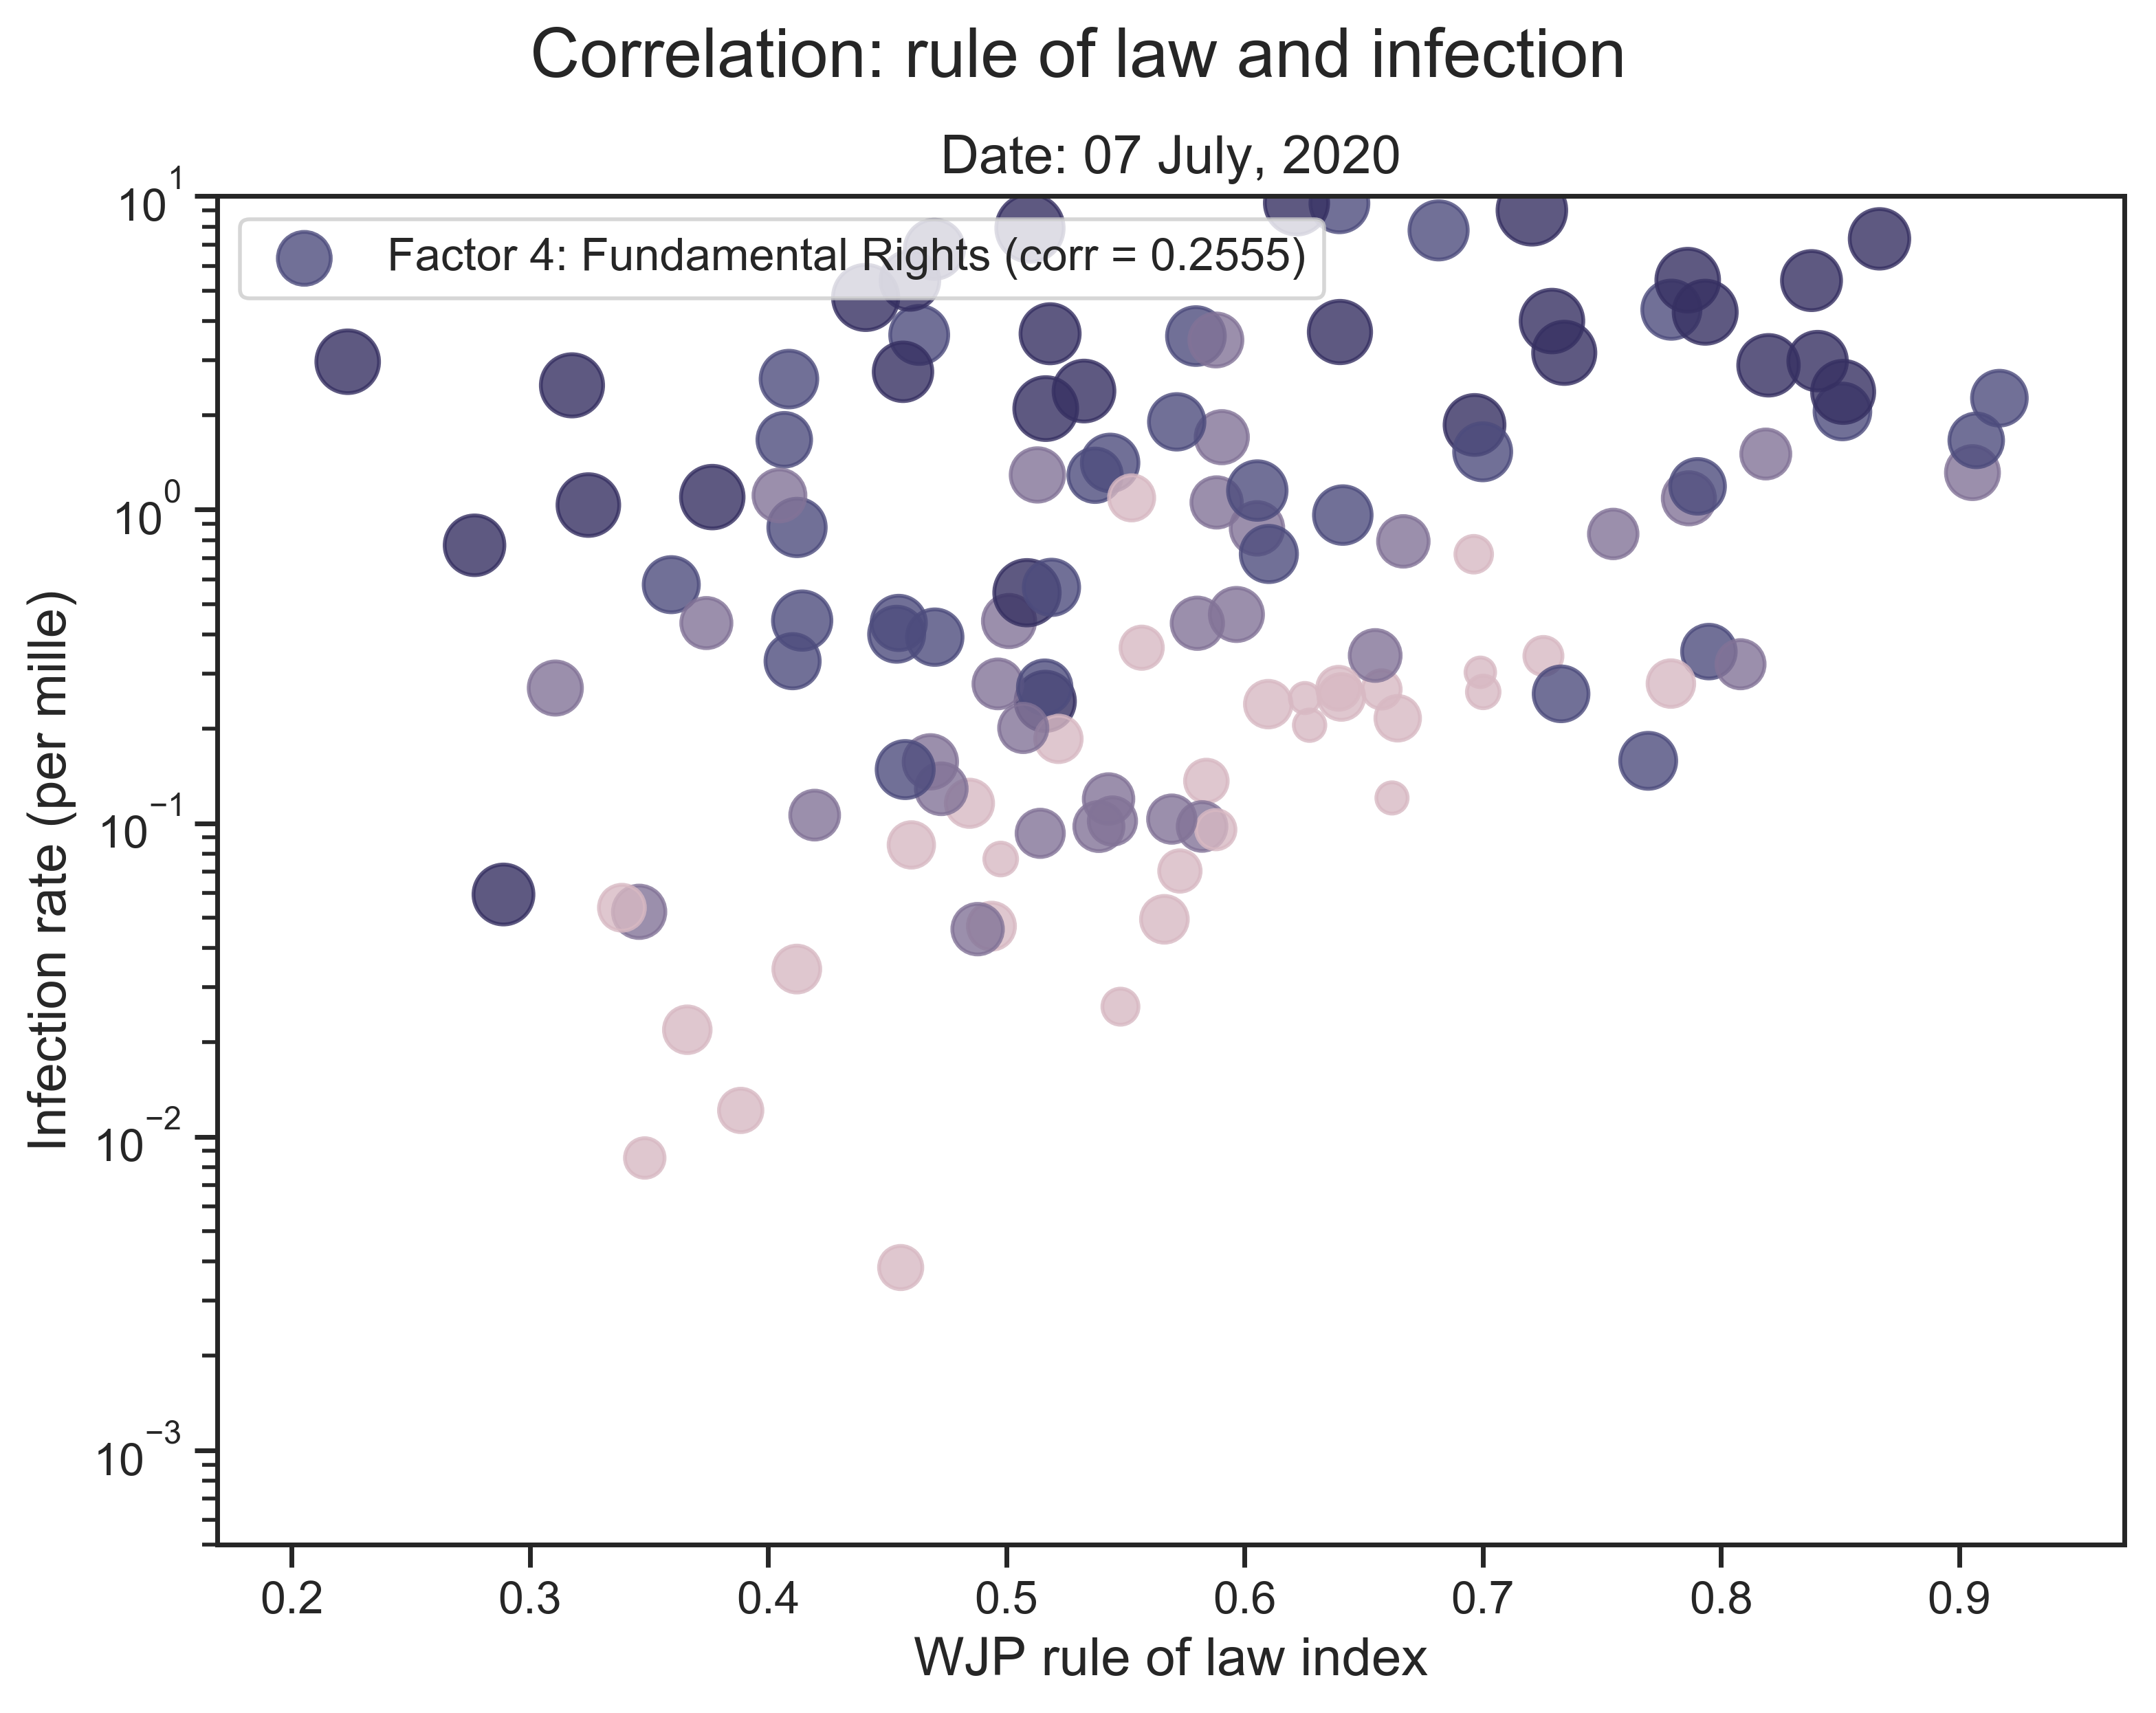 Correlation: rule of law and infection
Date: 07 July, 2020
Factor 4: Fundamental Rights (corr = 0.2555)
Infection rate (per mille)
10^1
10^0
10^−1
10^−2
10^−3
0.2 0.3 0.4 0.5 0.6 0.7 0.8 0.9
WJP rule of law index